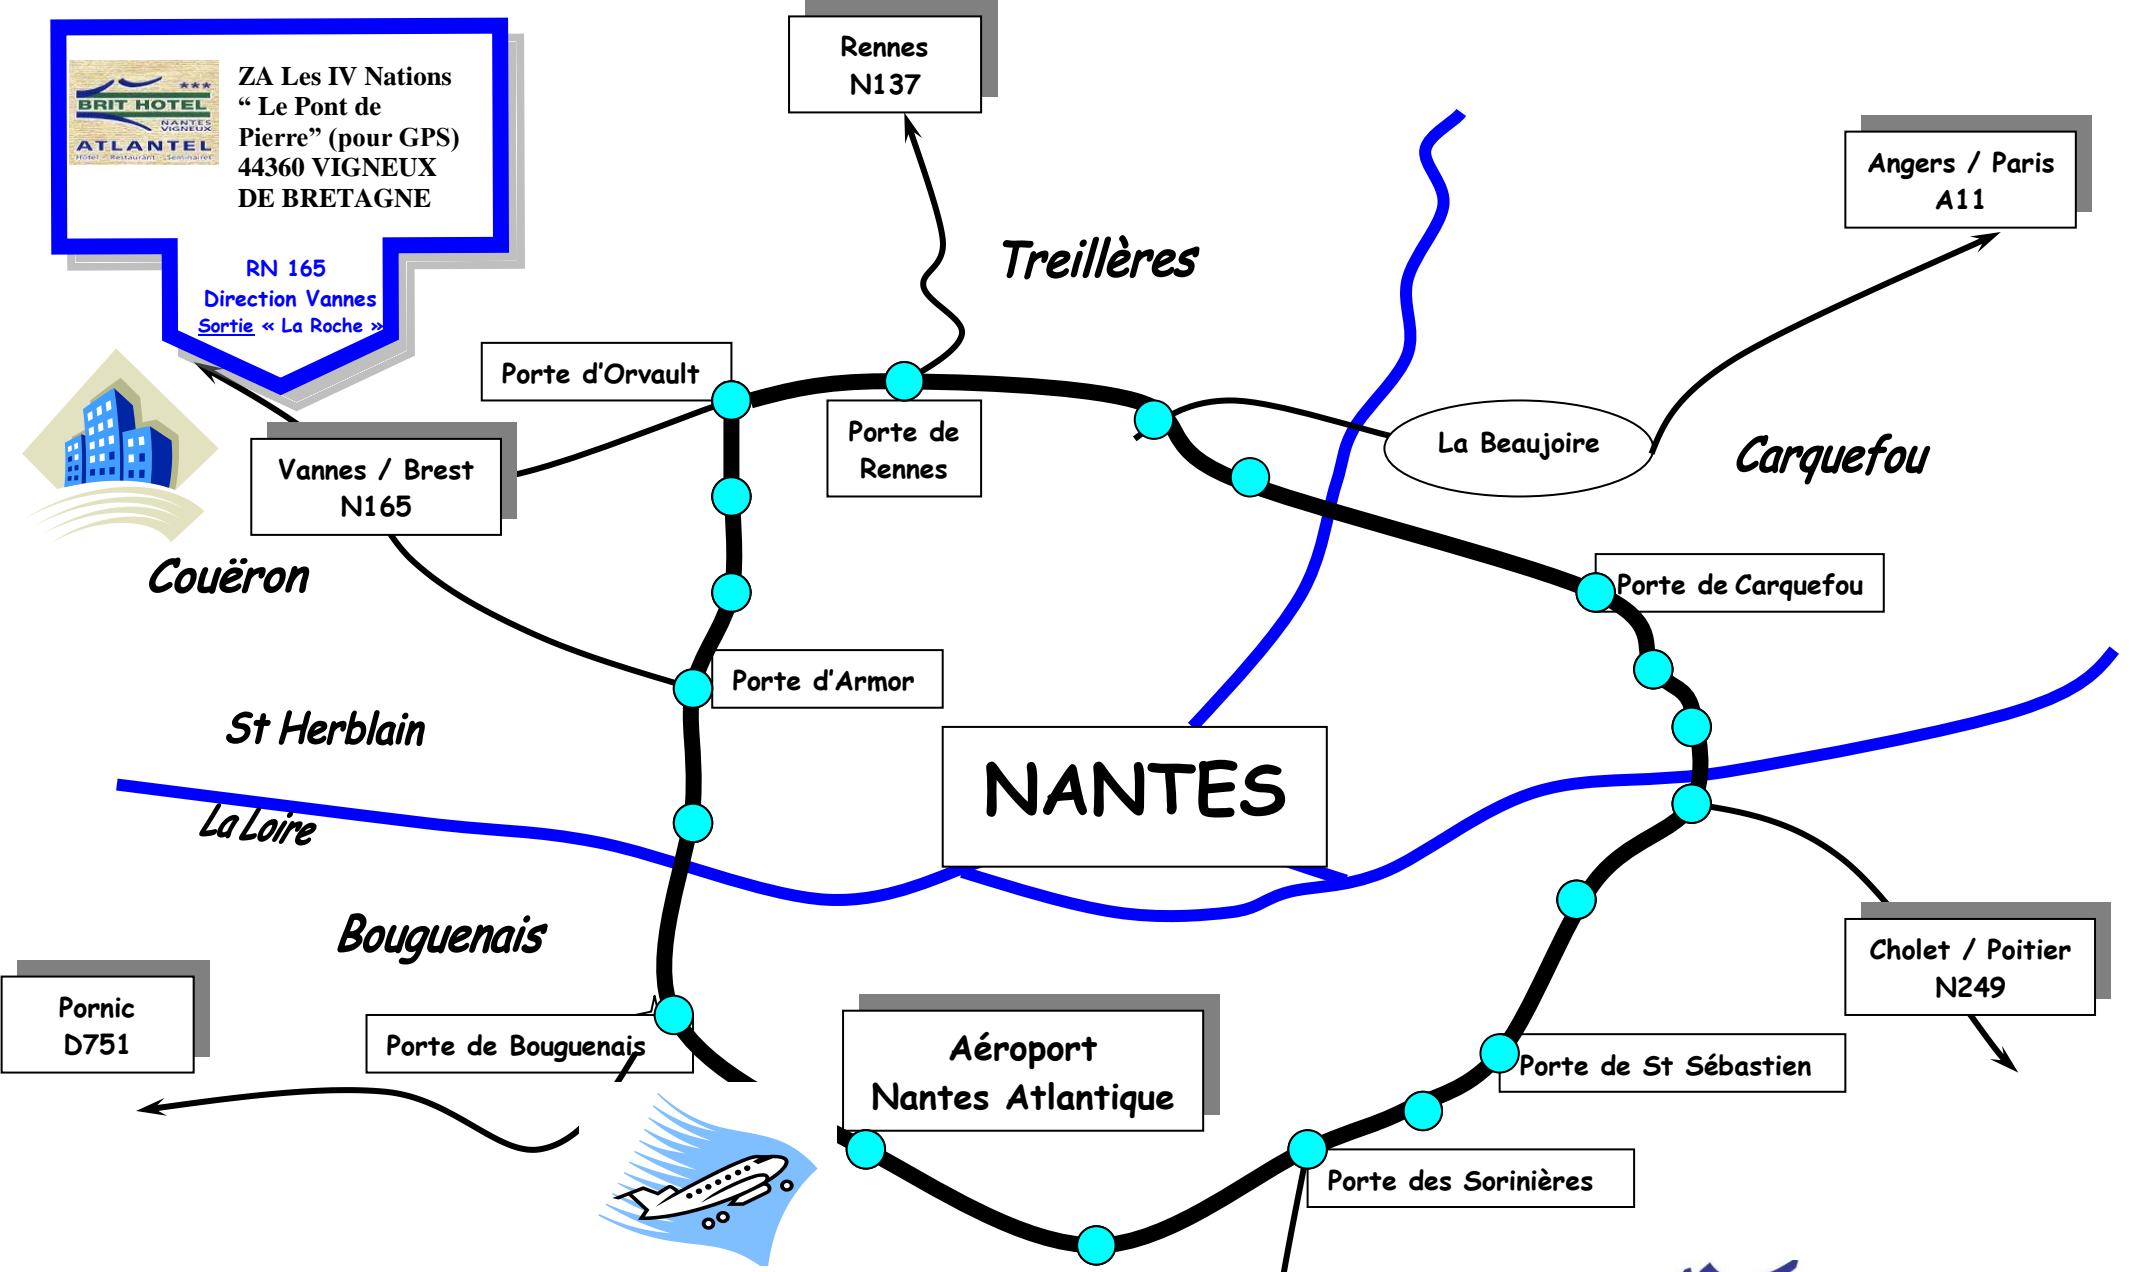 ZA Les IV Nations
“ Le Pont de
Pierre” (pour GPS)
44360 VIGNEUX
DE BRETAGNE
★★★
BRIT HOTEL
NANTES
VIGNEUX
ATLANTEL
Hôtel - Restaurant - Séminaires
RN 165
Direction Vannes
Sortie « La Roche »
Rennes
N137
Angers / Paris
A11
Treillères
Porte d’Orvault
Porte de
Rennes
La Beaujoire
Carquefou
Vannes / Brest
N165
Couëron
Porte de Carquefou
Porte d’Armor
St Herblain
NANTES
La Loire
Bouguenais
Cholet / Poitier
N249
Pornic
D751
Porte de Bouguenais
Aéroport
Nantes Atlantique
Porte de St Sébastien
Porte des Sorinières